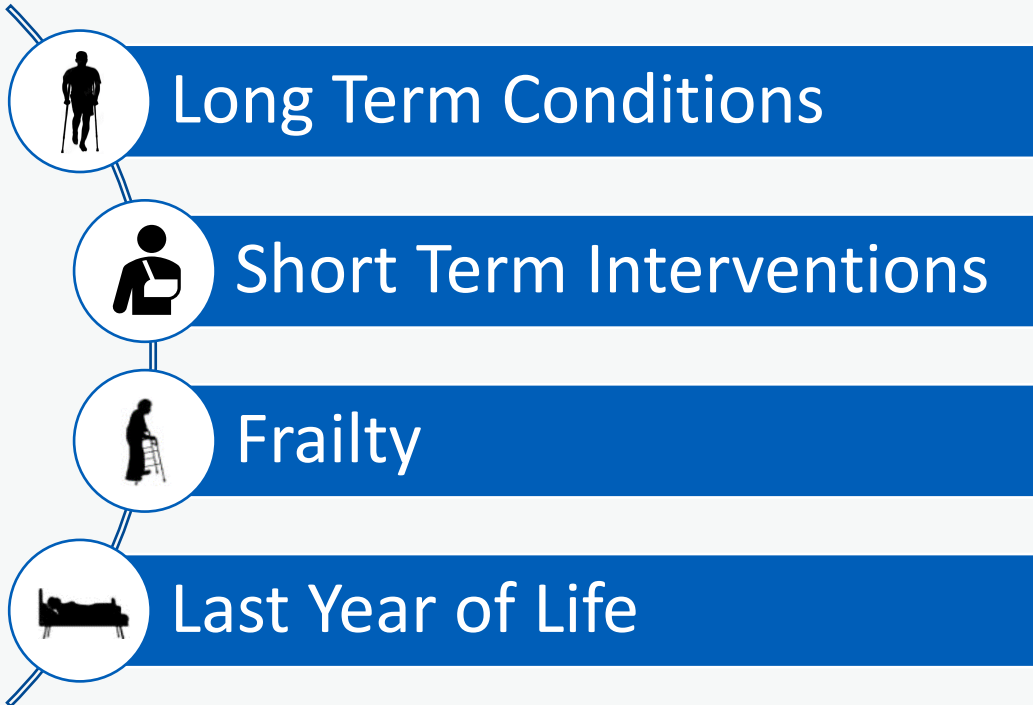 Long Term Conditions
Short Term Interventions
Frailty
Last Year of Life